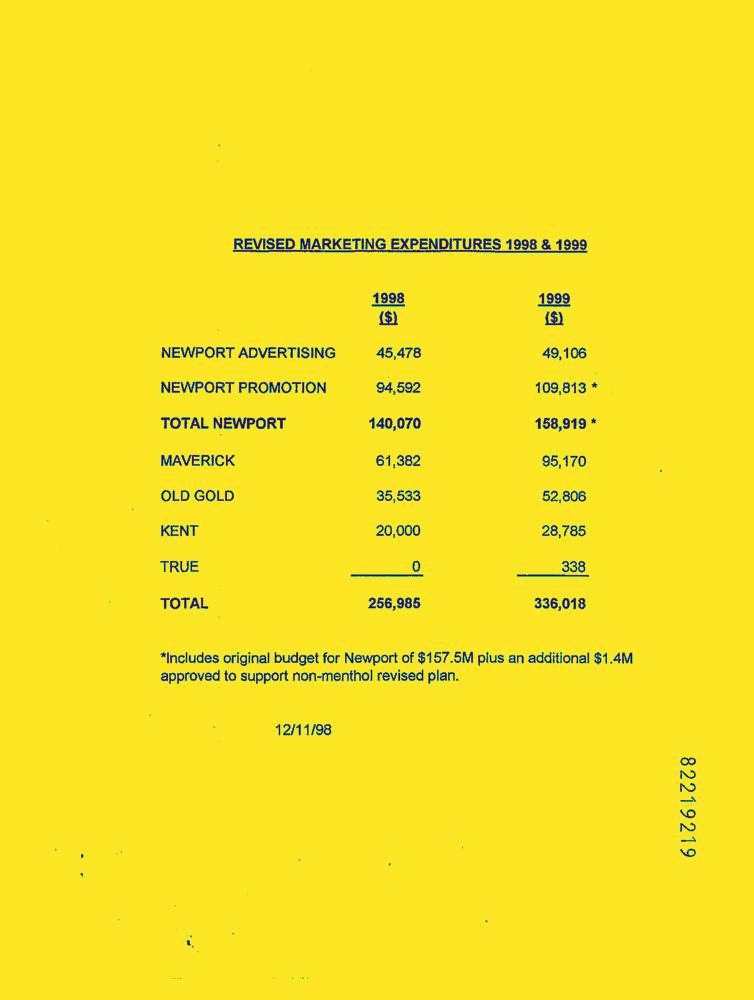 REVISED MARKETING EXPENDITURES 1998 & 1999
1998 1999
($) ($)
NEWPORT ADVERTISING 45,478 49,106
NEWPORT PROMOTION 94,592 109,813 *
TOTAL NEWPORT 140,070 158,919 *
MAVERICK 61,382 95,170
OLD GOLD 35,533 52,806
KENT 20,000 28,785
TRUE 0 338
TOTAL 256,985 336,018
*Includes original budget for Newport of $157.5M plus an additional $1.4M
approved to support non-menthol revised plan.
12/11/98
82219219